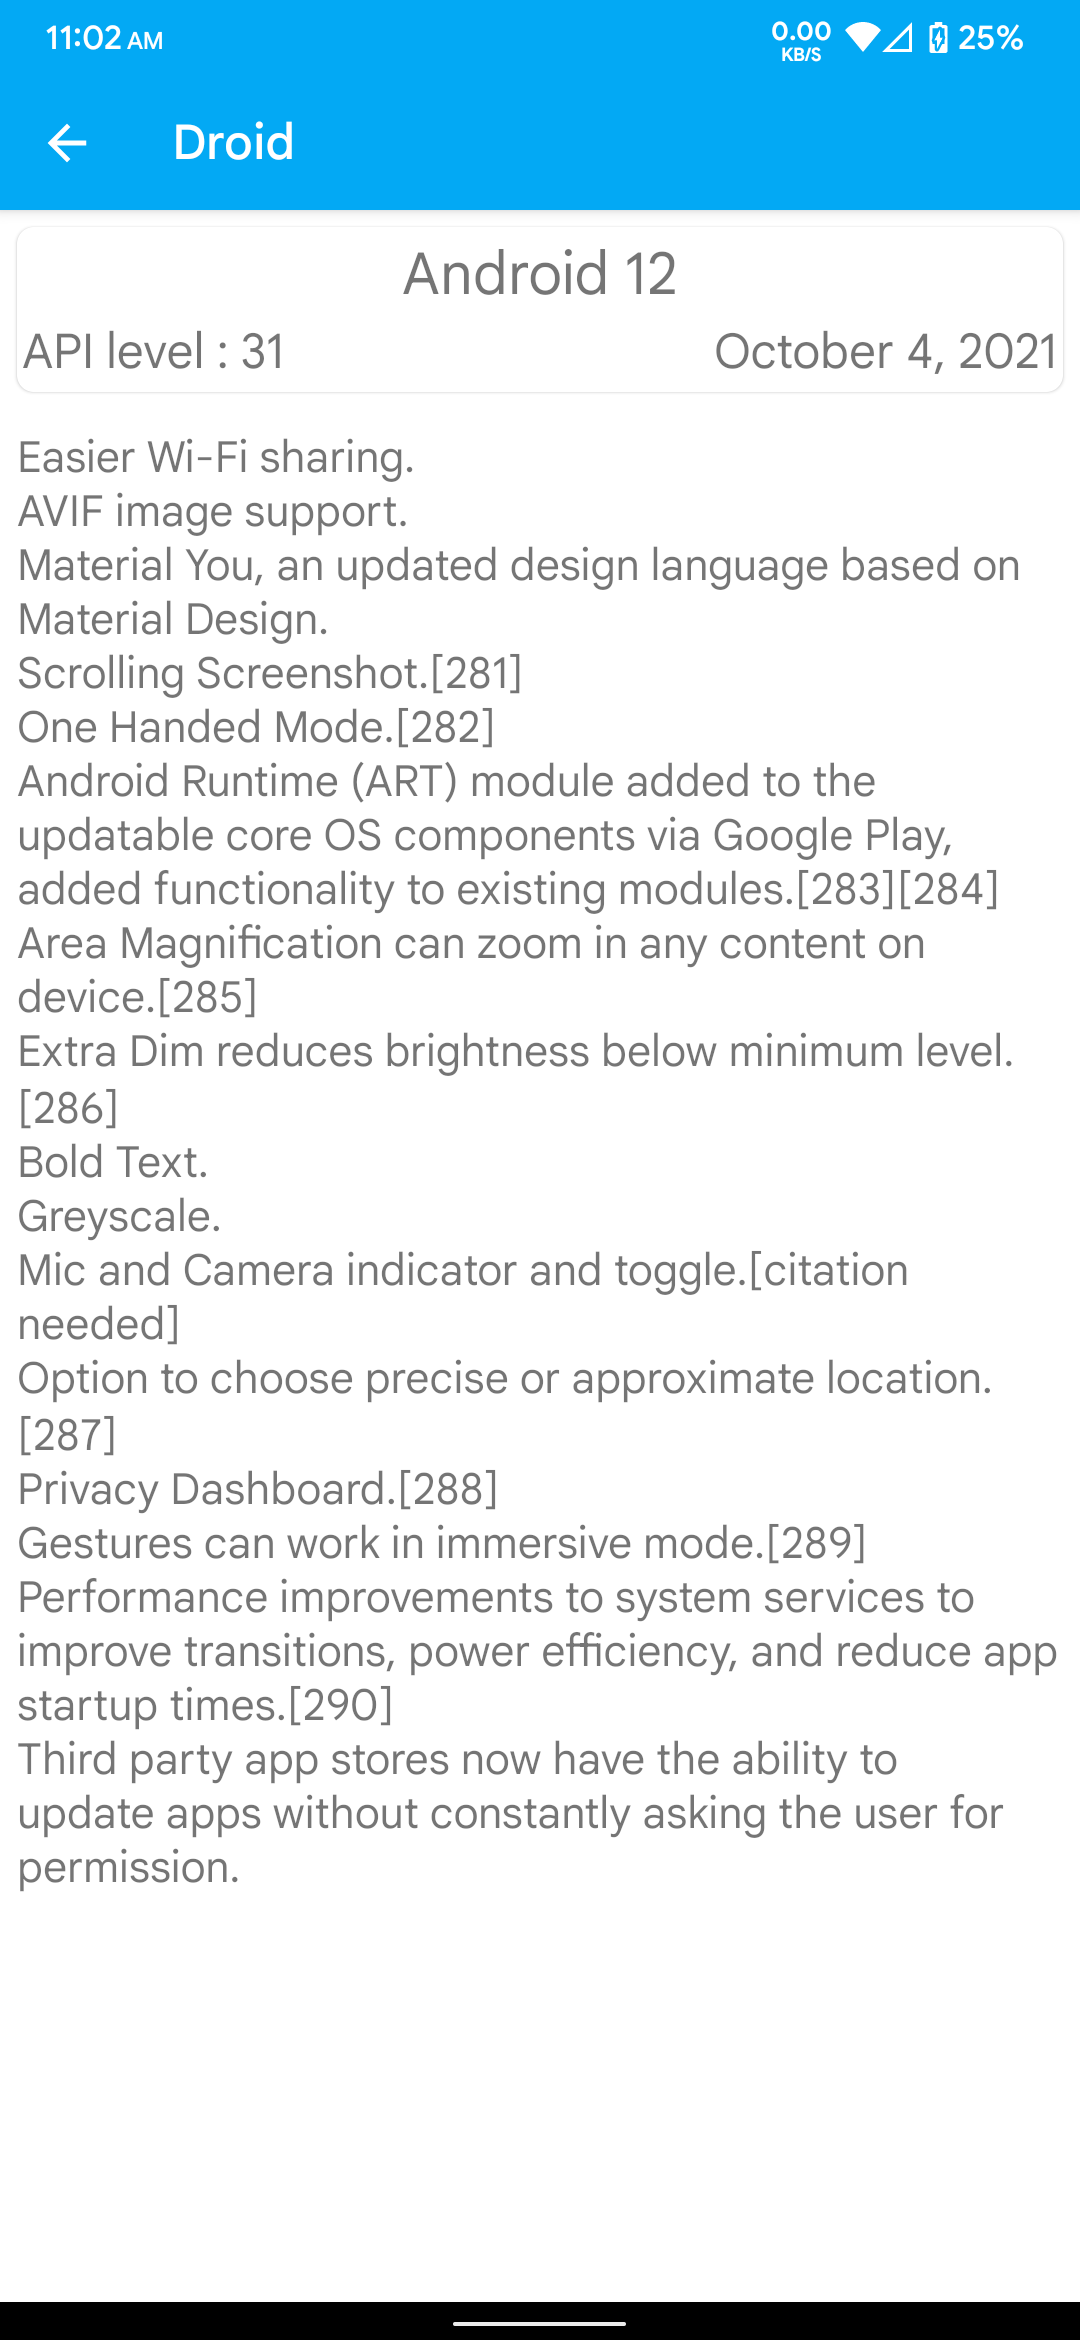 11:02 AM
0.00 KB/S 25%
Droid
Android 12
API level : 31 October 4, 2021
Easier Wi-Fi sharing.
AVIF image support.
Material You, an updated design language based on
Material Design.
Scrolling Screenshot.[281]
One Handed Mode.[282]
Android Runtime (ART) module added to the
updatable core OS components via Google Play,
added functionality to existing modules.[283][284]
Area Magnification can zoom in any content on
device.[285]
Extra Dim reduces brightness below minimum level.
[286]
Bold Text.
Greyscale.
Mic and Camera indicator and toggle.[citation
needed]
Option to choose precise or approximate location.
[287]
Privacy Dashboard.[288]
Gestures can work in immersive mode.[289]
Performance improvements to system services to
improve transitions, power efficiency, and reduce app
startup times.[290]
Third party app stores now have the ability to
update apps without constantly asking the user for
permission.